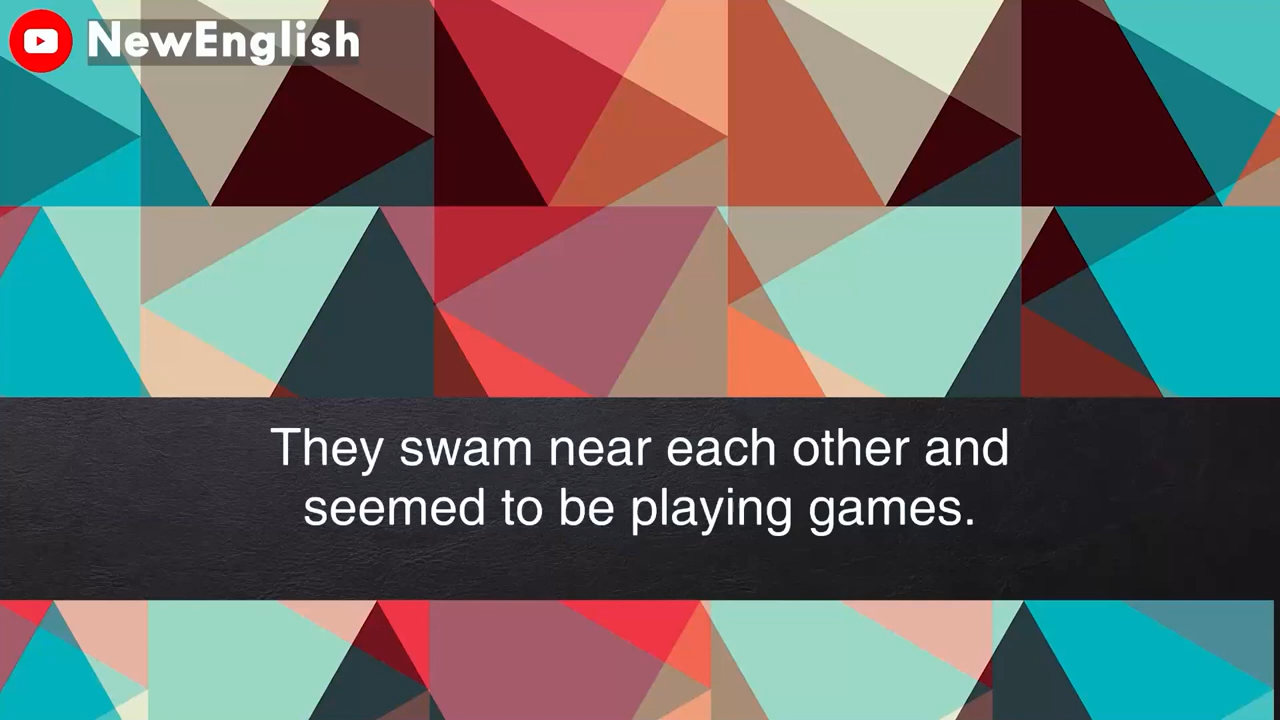 NewEnglish
They swam near each other and
seemed to be playing games.